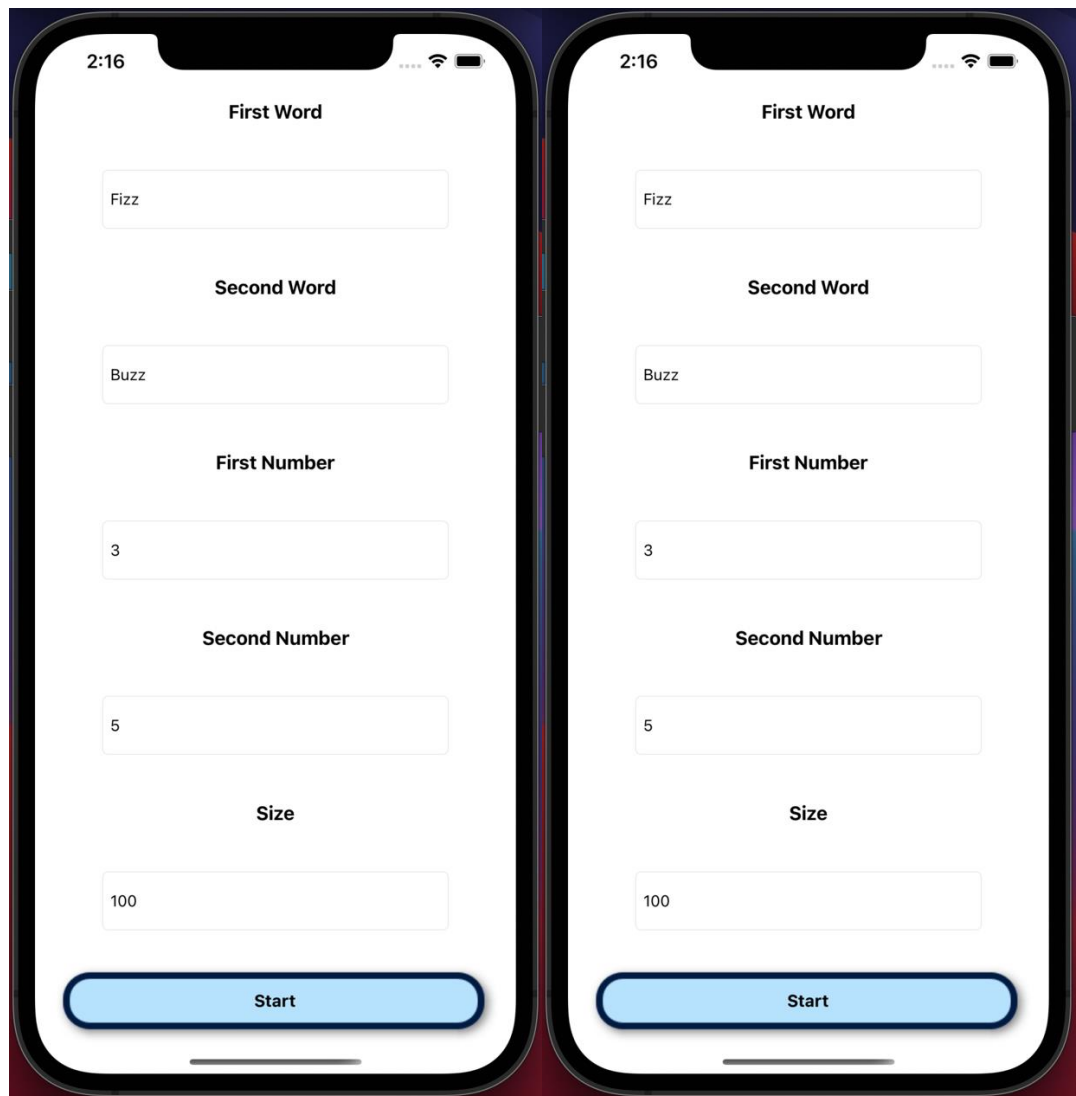 2:16
First Word
Fizz
Second Word
Buzz
First Number
3
Second Number
5
Size
100
Start
2:16
First Word
Fizz
Second Word
Buzz
First Number
3
Second Number
5
Size
100
Start